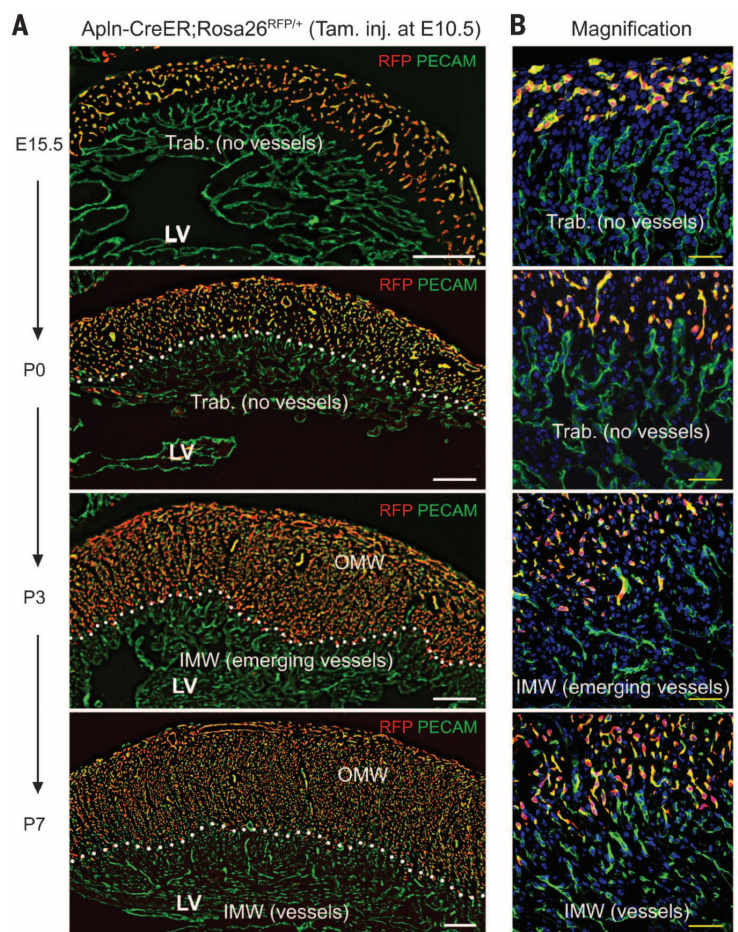 A
Apln-CreER;Rosa26RFP/+ (Tam. inj. at E10.5)
B
Magnification
E15.5
RFP PECAM
Trab. (no vessels)
LV
Trab. (no vessels)
P0
RFP PECAM
Trab. (no vessels)
LV
Trab. (no vessels)
P3
RFP PECAM
OMW
IMW (emerging vessels)
LV
IMW (emerging vessels)
P7
RFP PECAM
OMW
LV
IMW (vessels)
IMW (vessels)